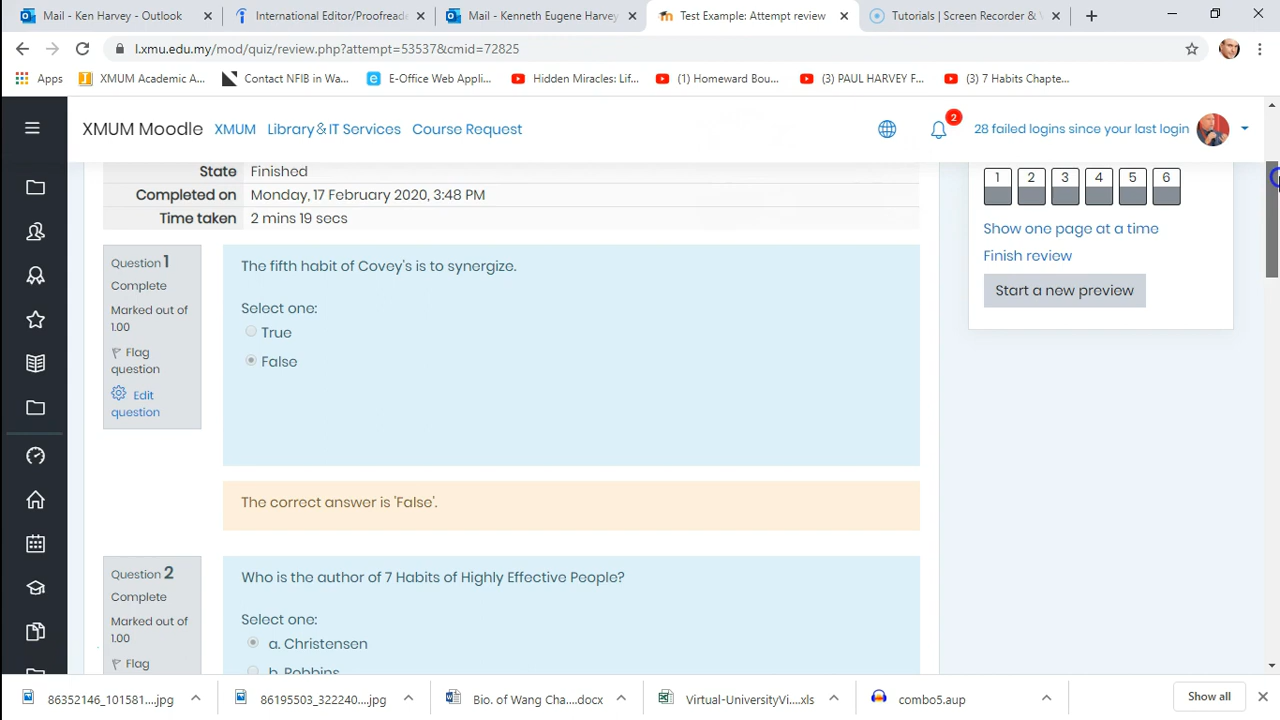 Mail - Ken Harvey - Outlook
International Editor/Proofreade
Mail - Kenneth Eugene Harvey
Test Example: Attempt review
Tutorials | Screen Recorder & V
l.xmu.edu.my/mod/quiz/review.php?attempt=53537&cmid=72825
Apps
XMUM Academic A...
Contact NFIB in Wa...
E-Office Web Appli...
Hidden Miracles: Lif...
(1) Homeward Bou...
(3) PAUL HARVEY F...
(3) 7 Habits Chapte...
XMUM Moodle
XMUM
Library&IT Services
Course Request
2
28 failed logins since your last login
State Finished
Completed on Monday, 17 February 2020, 3:48 PM
Time taken 2 mins 19 secs
1 2 3 4 5 6
Show one page at a time
Finish review
Start a new preview
Question 1
Complete
Marked out of
1.00
Flag
question
Edit
question
The fifth habit of Covey's is to synergize.
Select one:
True
False
The correct answer is 'False'.
Question 2
Complete
Marked out of
1.00
Flag
Who is the author of 7 Habits of Highly Effective People?
Select one:
a. Christensen
b. Robbins
86352146_101581....jpg
86195503_322240....jpg
Bio. of Wang Cha....docx
Virtual-UniversityVi....xls
combo5.aup
Show all